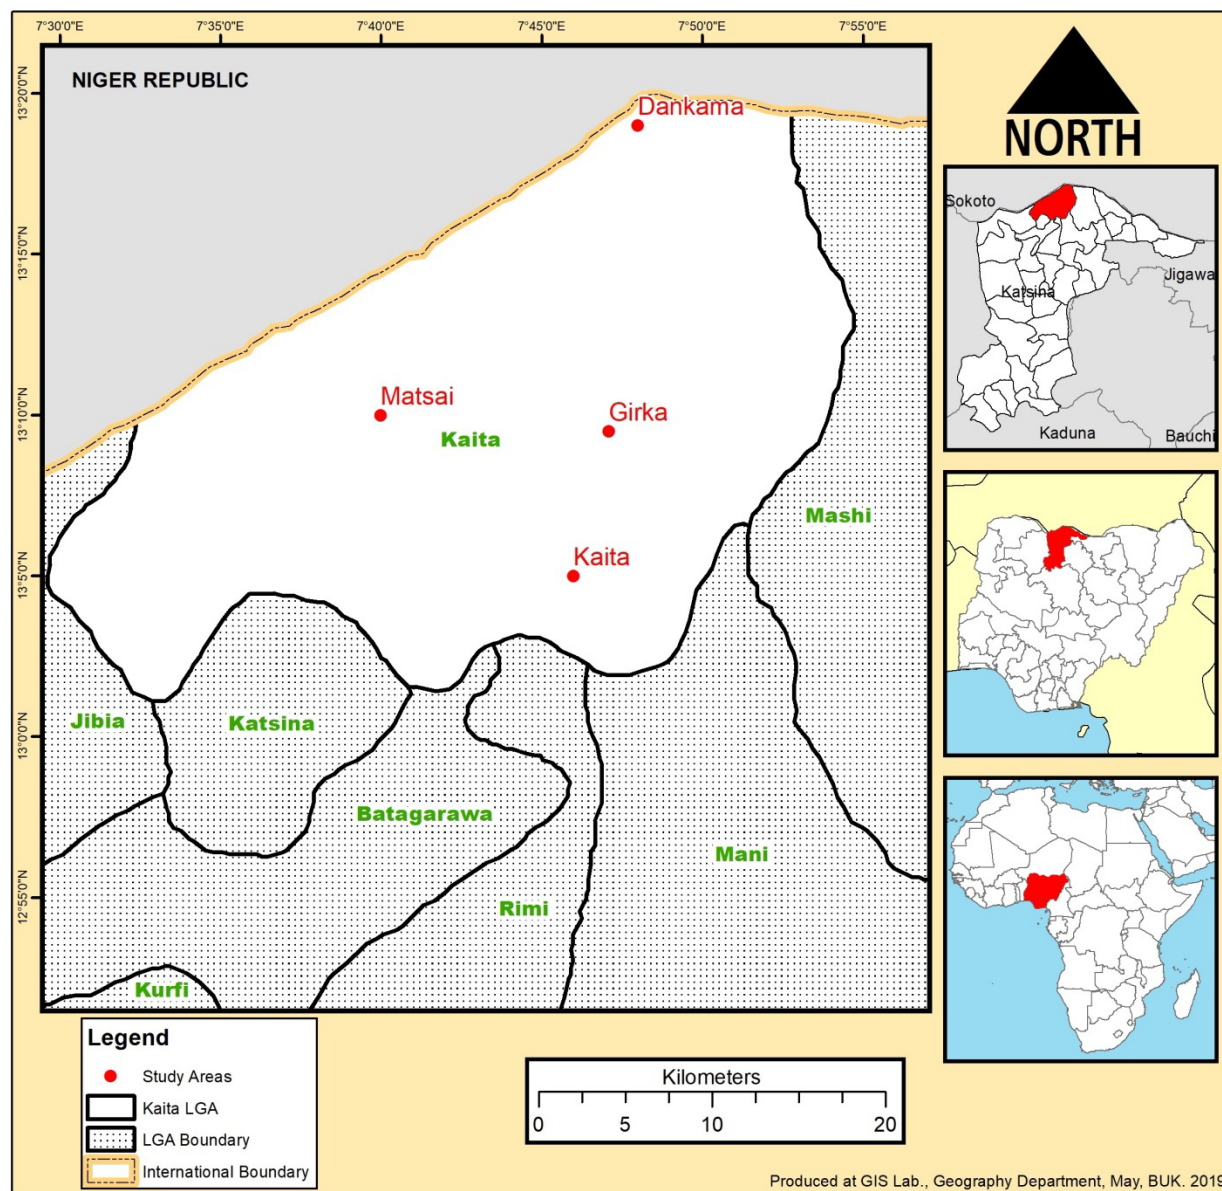 7°30'0"E 7°35'0"E 7°40'0"E 7°45'0"E 7°50'0"E 7°55'0"E
NIGER REPUBLIC
13°20'0"N
13°15'0"N
13°10'0"N
13°5'0"N
13°0'0"N
12°55'0"N
Dankama
Matsai
Girka
Kaita
Mashi
Kaita
Jibia
Katsina
Batagarawa
Mani
Rimi
Kurfi
NORTH
Sokoto
Jigawa
Katsina
Kaduna
Bauchi
Legend
Study Areas
Kaita LGA
LGA Boundary
International Boundary
Kilometers
0 5 10 20
Produced at GIS Lab., Geography Department, May, BUK. 2019